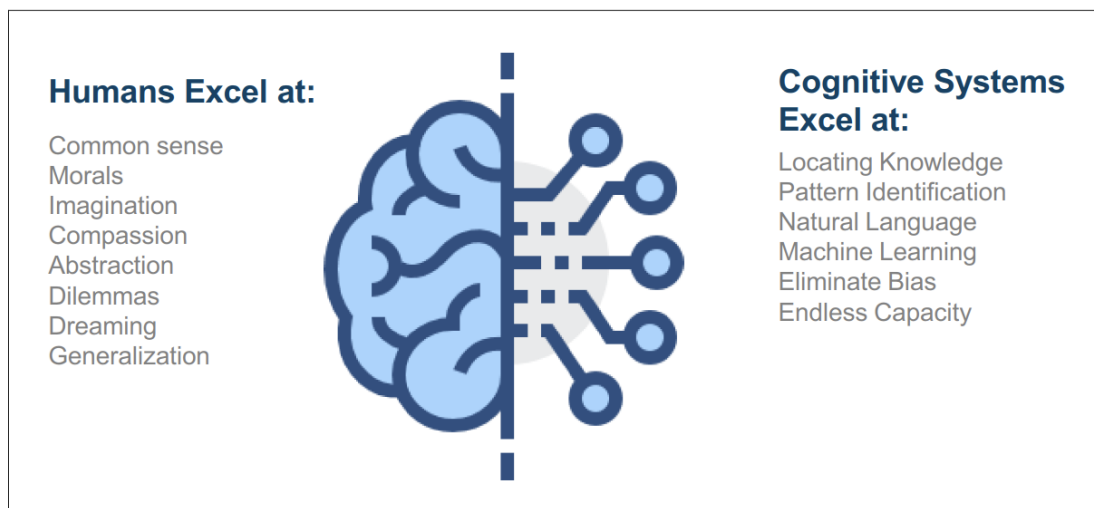 Humans Excel at:
Common sense
Morals
Imagination
Compassion
Abstraction
Dilemmas
Dreaming
Generalization
Cognitive Systems
Excel at:
Locating Knowledge
Pattern Identification
Natural Language
Machine Learning
Eliminate Bias
Endless Capacity